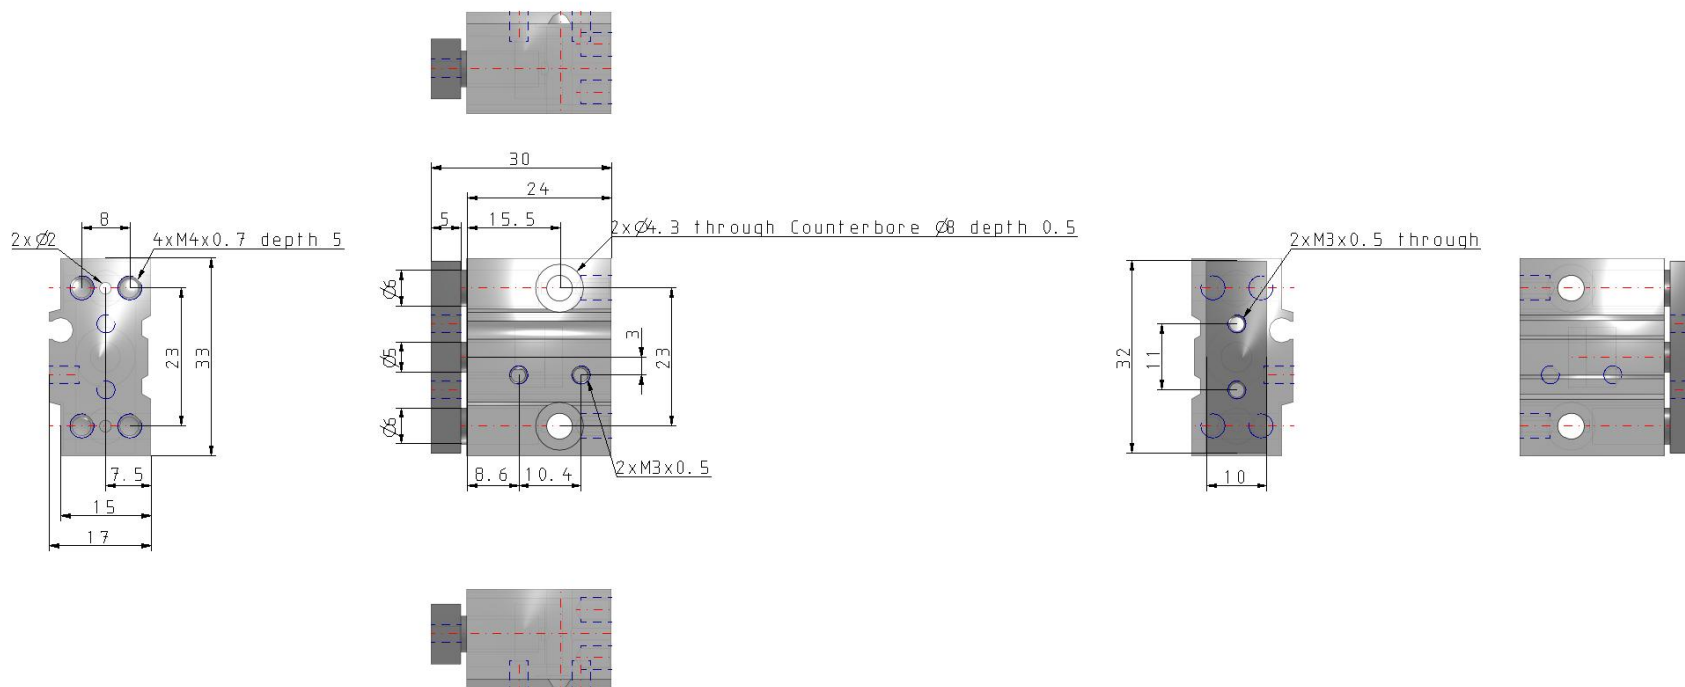 30
24
5
15.5
2xØ4.3 through Counterbore Ø8 depth 0.5
8
2xØ2
4xM4x0.7 depth 5
2xM3x0.5 through
Ø6
Ø5
Ø6
3
23
23
33
11
32
8.6
10.4
2xM3x0.5
7.5
15
17
10